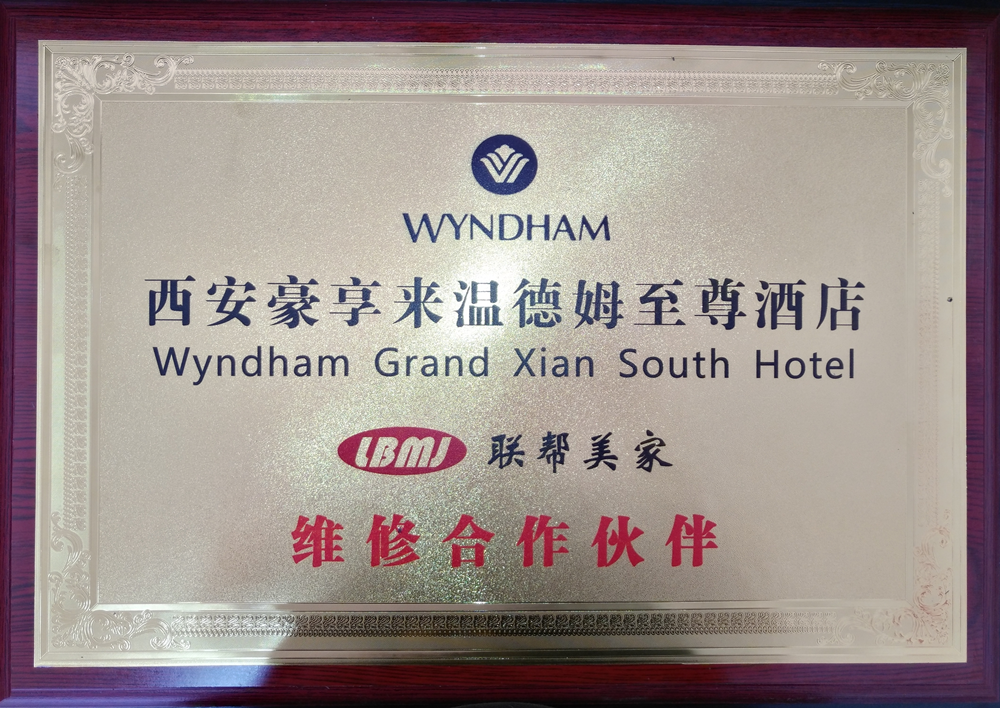 WYNDHAM
西安豪享来温德姆至尊酒店
Wyndham Grand Xian South Hotel
LBMJ 联帮美家
维修合作伙伴